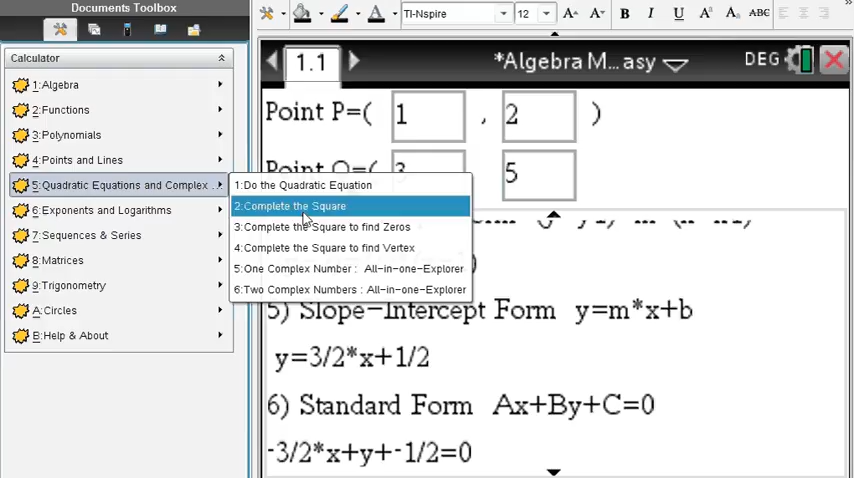 Documents Toolbox
TI-Nspire
12
A
B
I
U
ABC
Calculator
1.1
*Algebra M...asy
DEG
1:Algebra
2:Functions
3:Polynomials
4:Points and Lines
5:Quadratic Equations and Complex ...
6:Exponents and Logarithms
7:Sequences & Series
8:Matrices
9:Trigonometry
A:Circles
B:Help & About
1:Do the Quadratic Equation
2:Complete the Square
3:Complete the Square to find Zeros
4:Complete the Square to find Vertex
5:One Complex Number : All-in-one-Explorer
6:Two Complex Numbers : All-in-one-Explorer
Point P=( 1 , 2 )
Point Q=( 3 5
5) Slope-Intercept Form y=m*x+b
y=3/2*x+1/2
6) Standard Form Ax+By+C=0
-3/2*x+y+-1/2=0